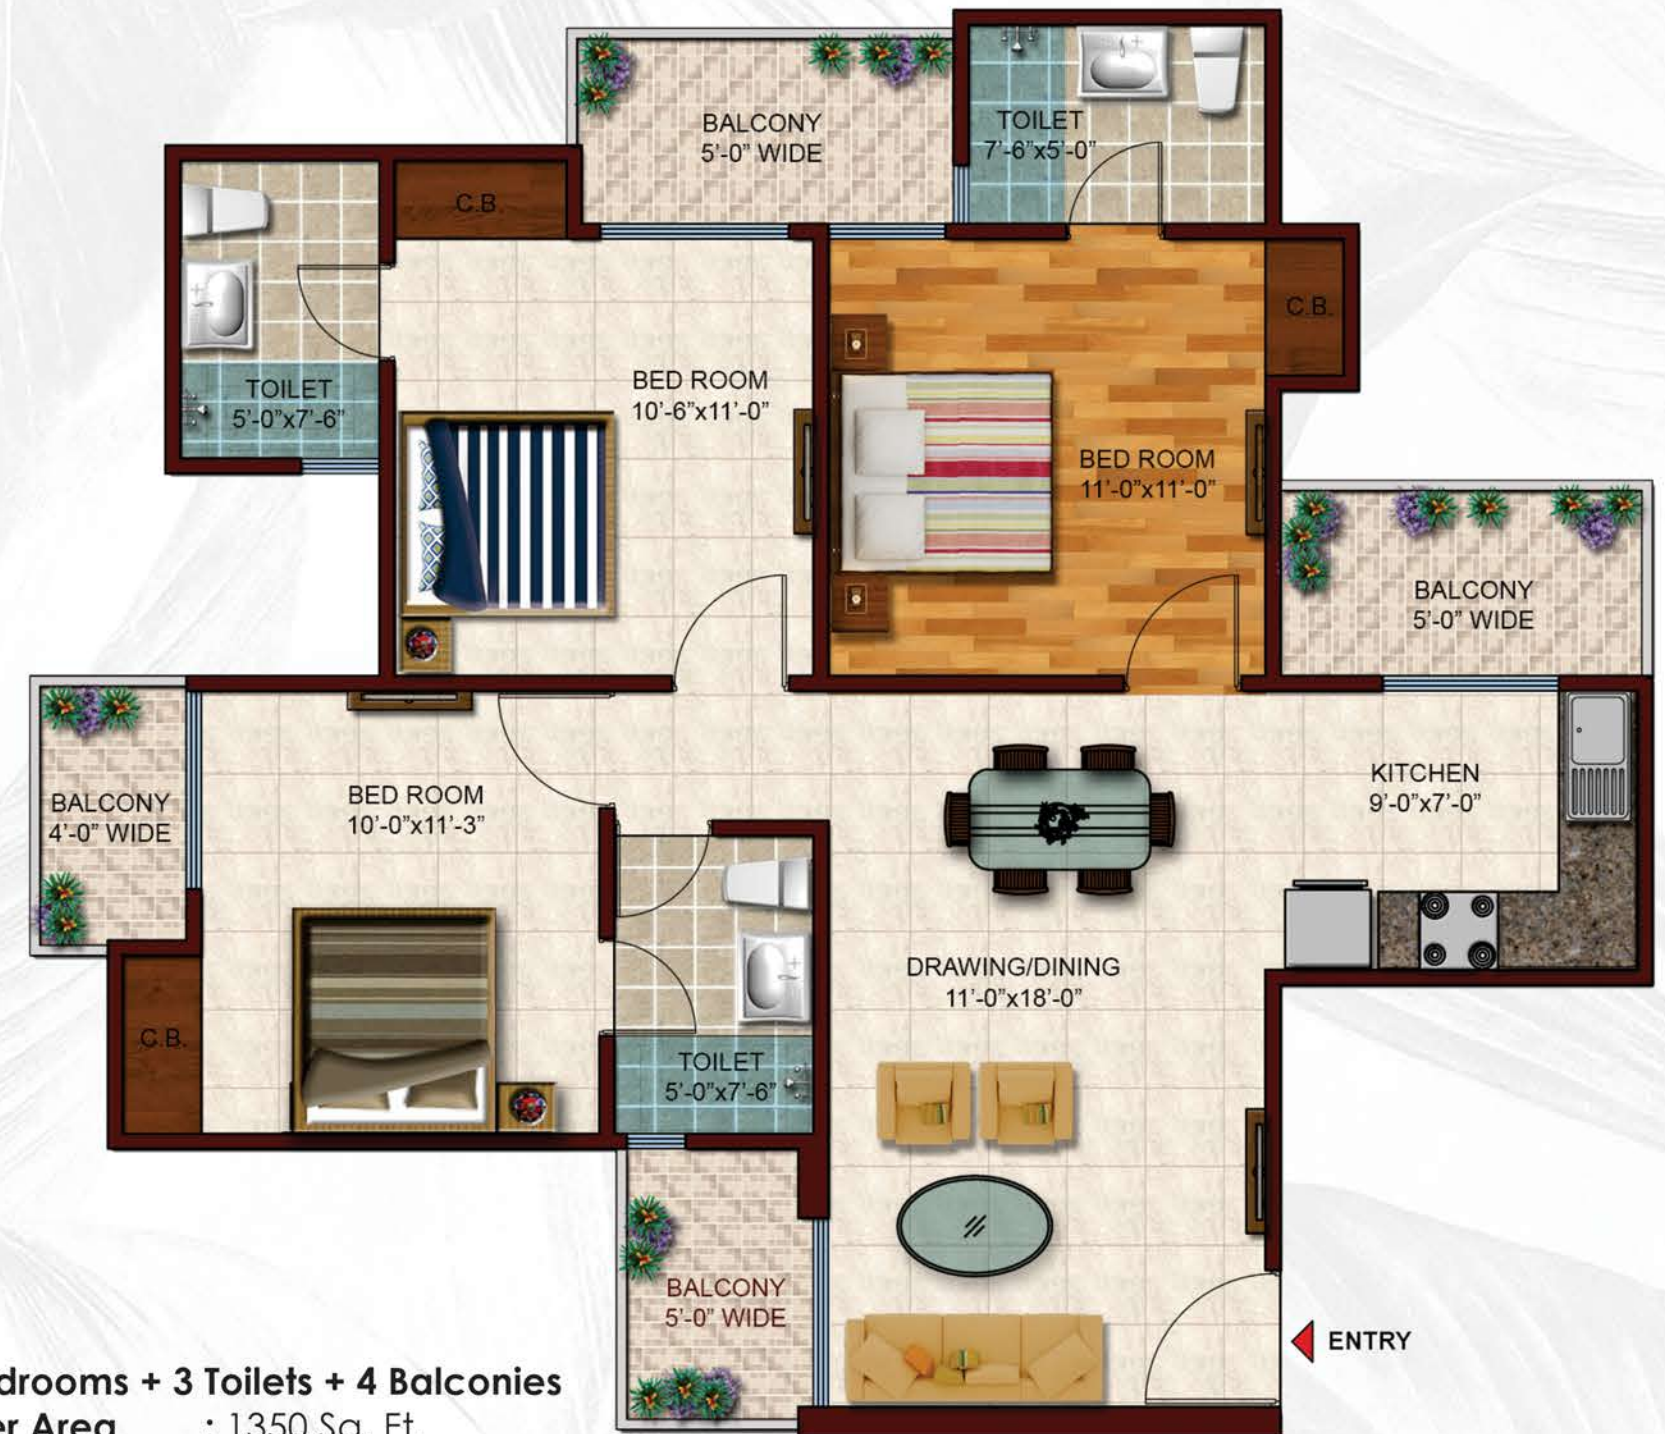 BALCONY
5'-0" WIDE
TOILET
7'-6"x5'-0"
C.B.
C.B.
TOILET
5'-0"x7'-6"
BED ROOM
10'-6"x11'-0"
BED ROOM
11'-0"x11'-0"
BALCONY
5'-0" WIDE
BALCONY
4'-0" WIDE
BED ROOM
10'-0"x11'-3"
KITCHEN
9'-0"x7'-0"
DRAWING/DINING
11'-0"x18'-0"
C.B.
TOILET
5'-0"x7'-6"
BALCONY
5'-0" WIDE
ENTRY
drooms + 3 Toilets + 4 Balconies
er Area : 1350 Sq. Ft.